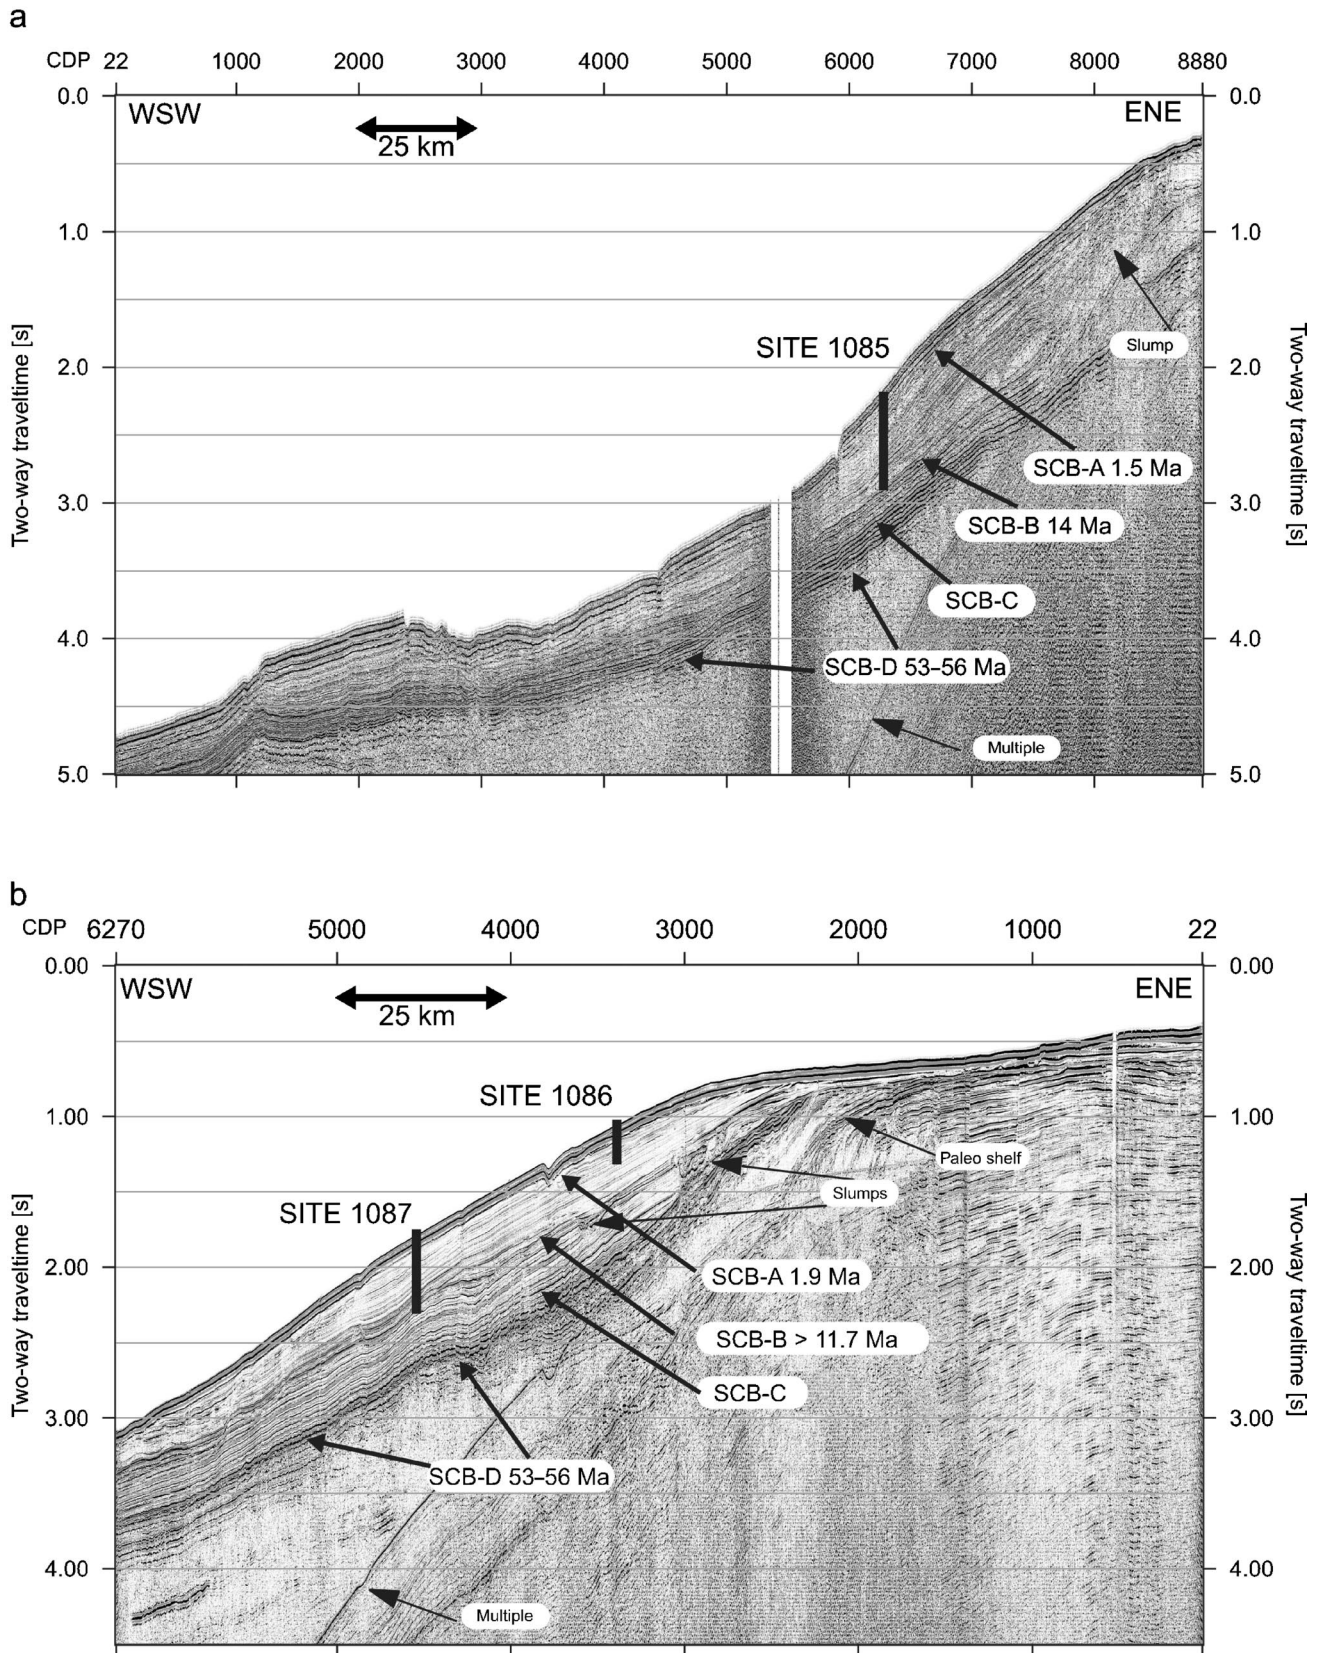 a
CDP 22 1000 2000 3000 4000 5000 6000 7000 8000 8880
0.0 0.0
WSW ENE
25 km
1.0 1.0
Slump
SITE 1085
2.0 2.0
Two-way traveltime [s] Two-way traveltime [s]
SCB-A 1.5 Ma
3.0 3.0
SCB-B 14 Ma
SCB-C
4.0 4.0
SCB-D 53–56 Ma
Multiple
5.0 5.0
b
CDP 6270 5000 4000 3000 2000 1000 22
0.00 0.00
WSW ENE
25 km
SITE 1086
1.00 1.00
Paleo shelf
Slumps
SITE 1087
2.00 2.00
SCB-A 1.9 Ma
Two-way traveltime [s] Two-way traveltime [s]
SCB-B > 11.7 Ma
SCB-C
3.00 3.00
SCB-D 53–56 Ma
4.00 4.00
Multiple